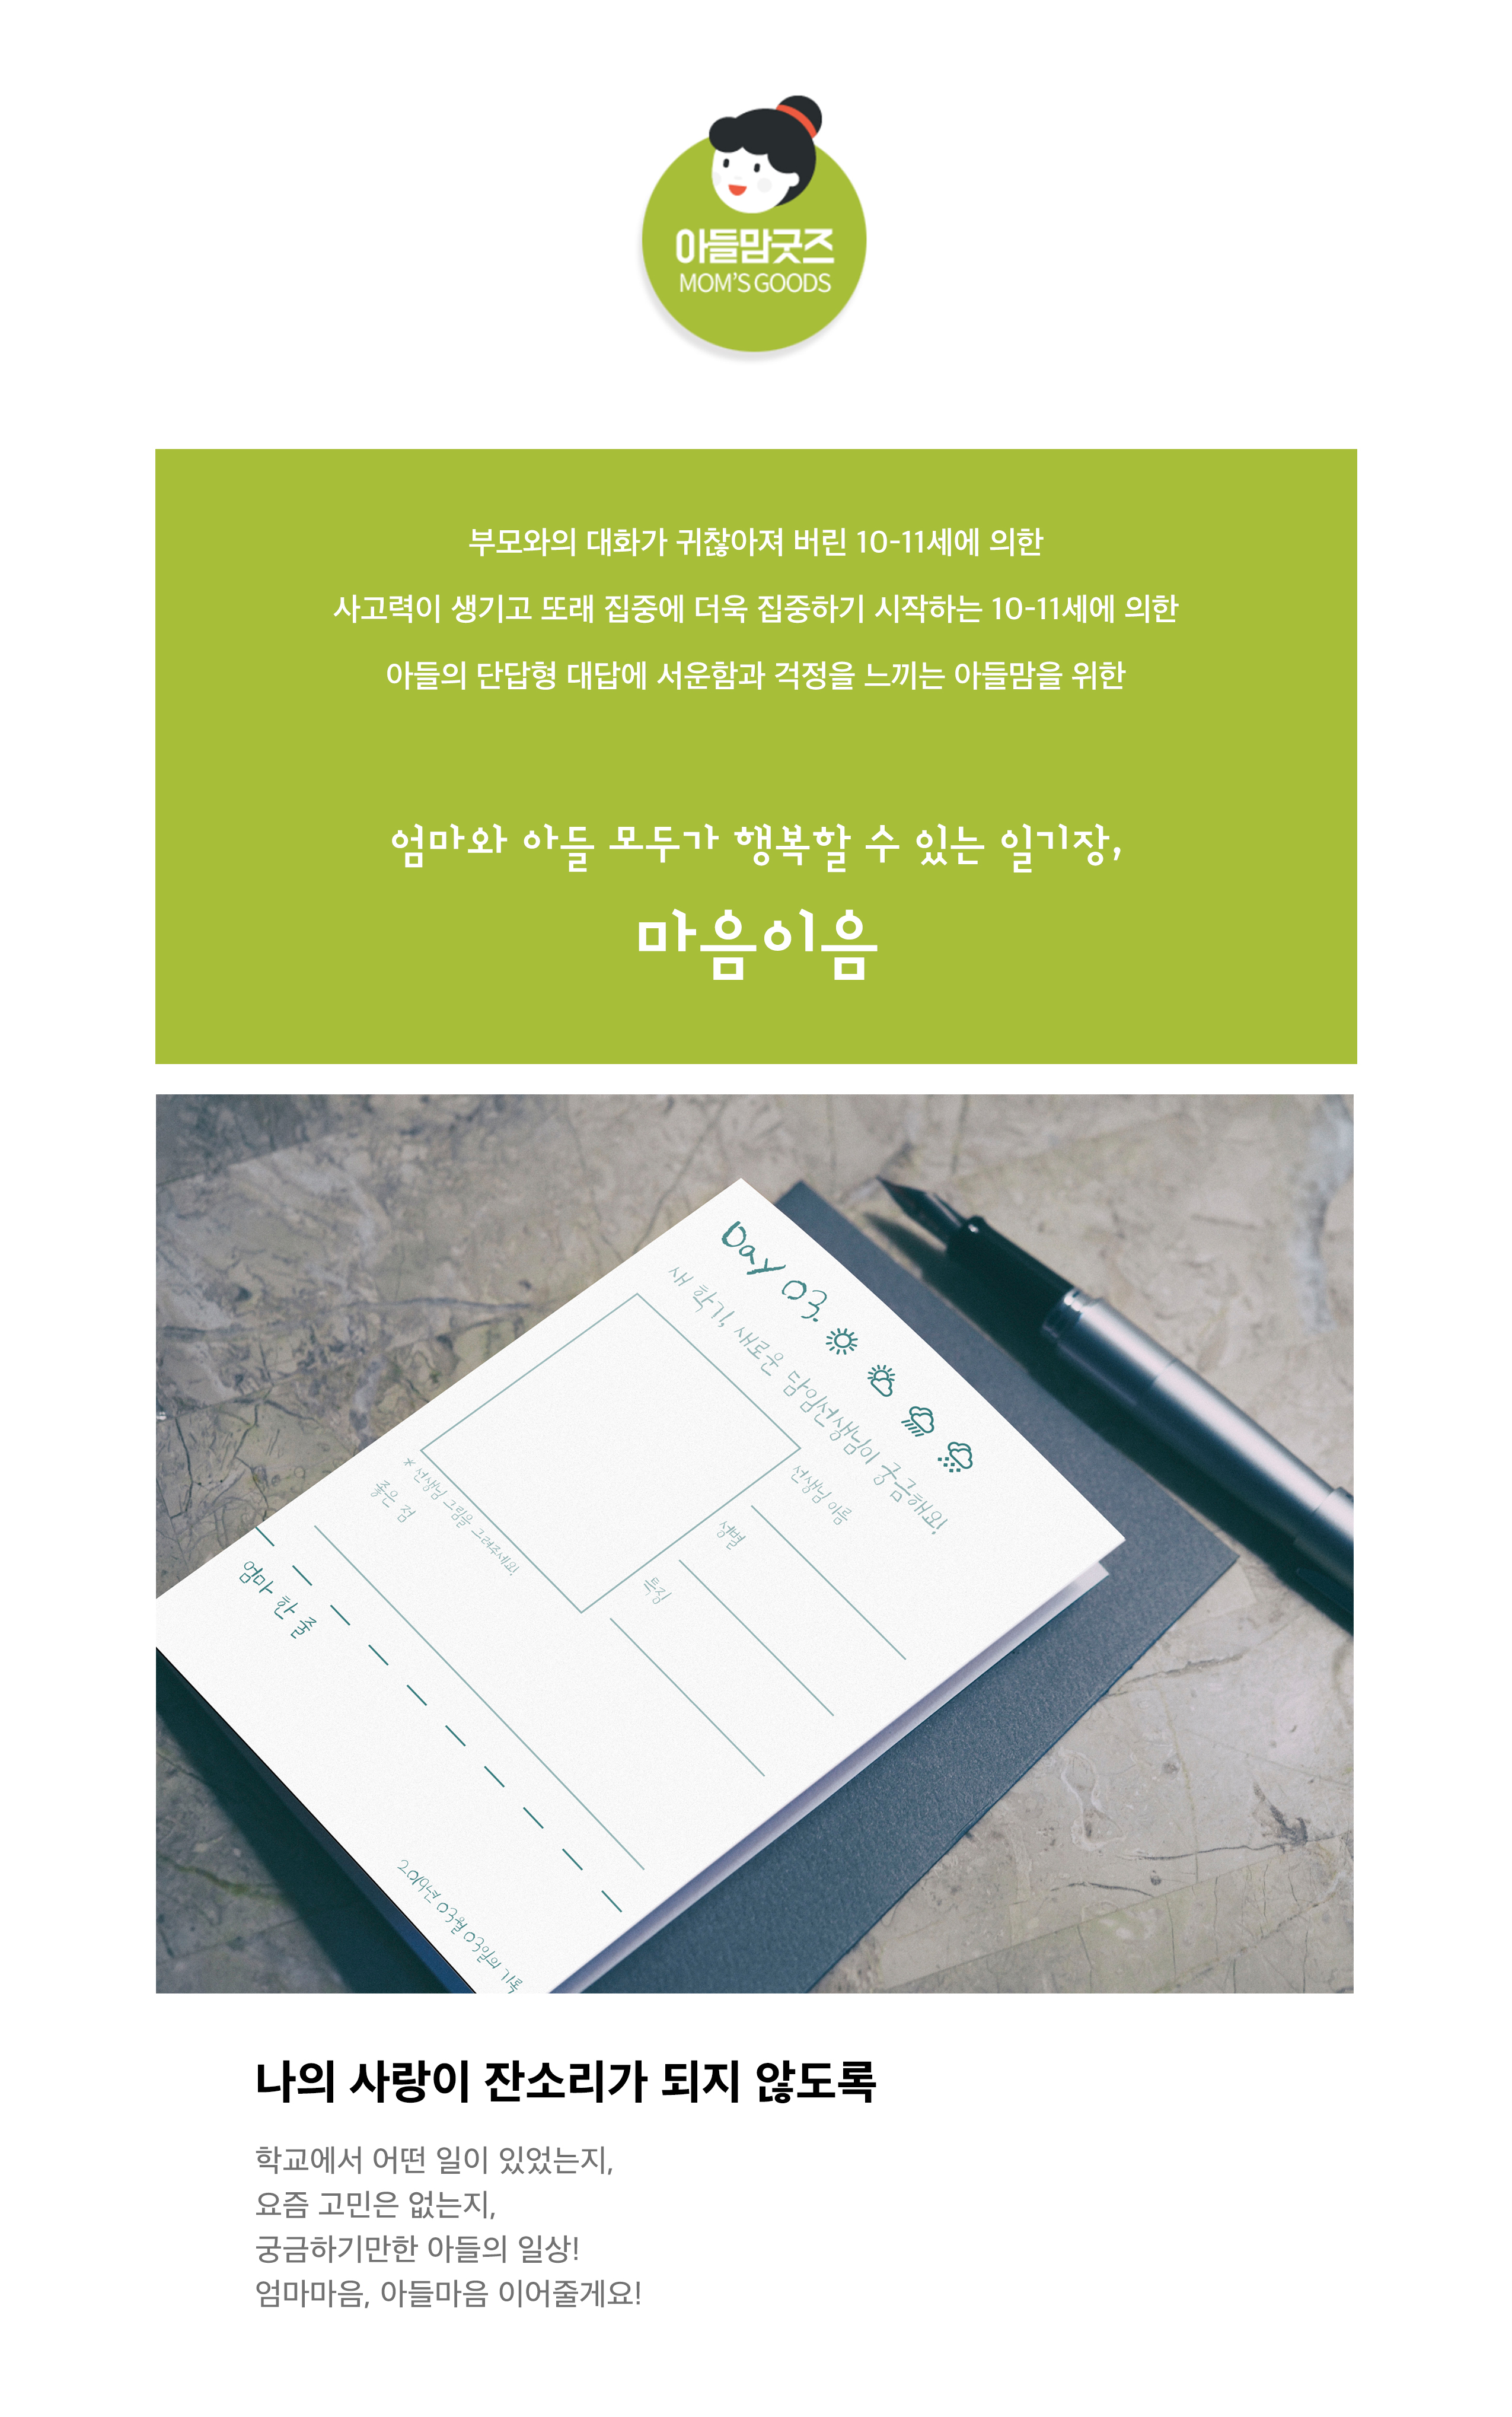 아들맘굿즈
MOM'S GOODS
부모와의 대화가 귀찮아져 버린 10-11세에 의한
사고력이 생기고 또래 집중에 더욱 집중하기 시작하는 10-11세에 의한
아들의 단답형 대답에 서운함과 걱정을 느끼는 아들맘을 위한
엄마와 아들 모두가 행복할 수 있는 일기장,
마음이음
Day 03.
새 학기, 새로운 담임선생님이 궁금해요!
선생님 이름
성별
특징
* 선생님 그림을 그려주세요!
좋은 점
엄마 한 줄
2019년 03월 03일의 기록
나의 사랑이 잔소리가 되지 않도록
학교에서 어떤 일이 있었는지,
요즘 고민은 없는지,
궁금하기만한 아들의 일상!
엄마마음, 아들마음 이어줄게요!